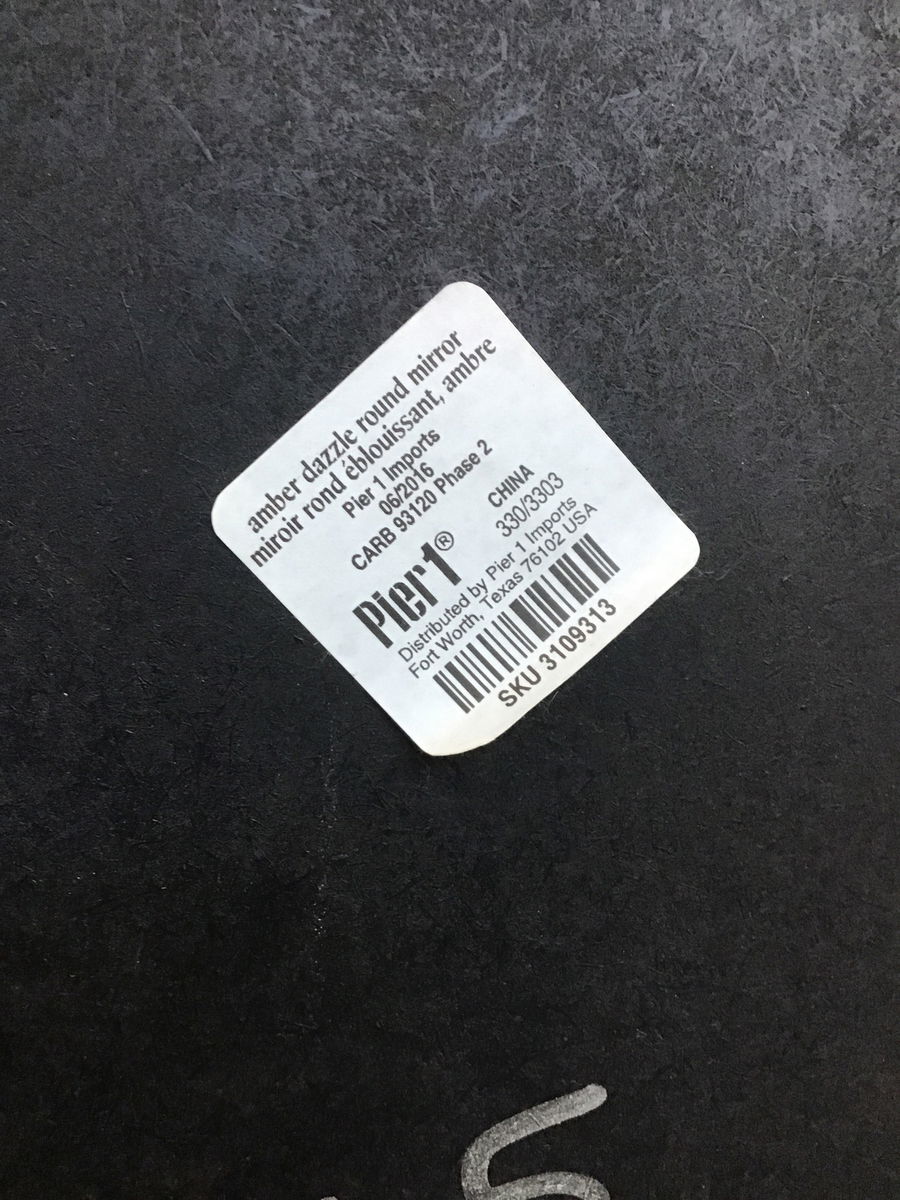 amber dazzle round mirror
miroir rond éblouissant, ambre
Pier 1 Imports
06/2016
CARB 93120 Phase 2
Pier1® CHINA
330/3303
Distributed by Pier 1 Imports
Fort Worth, Texas 76102 USA
SKU 3109313